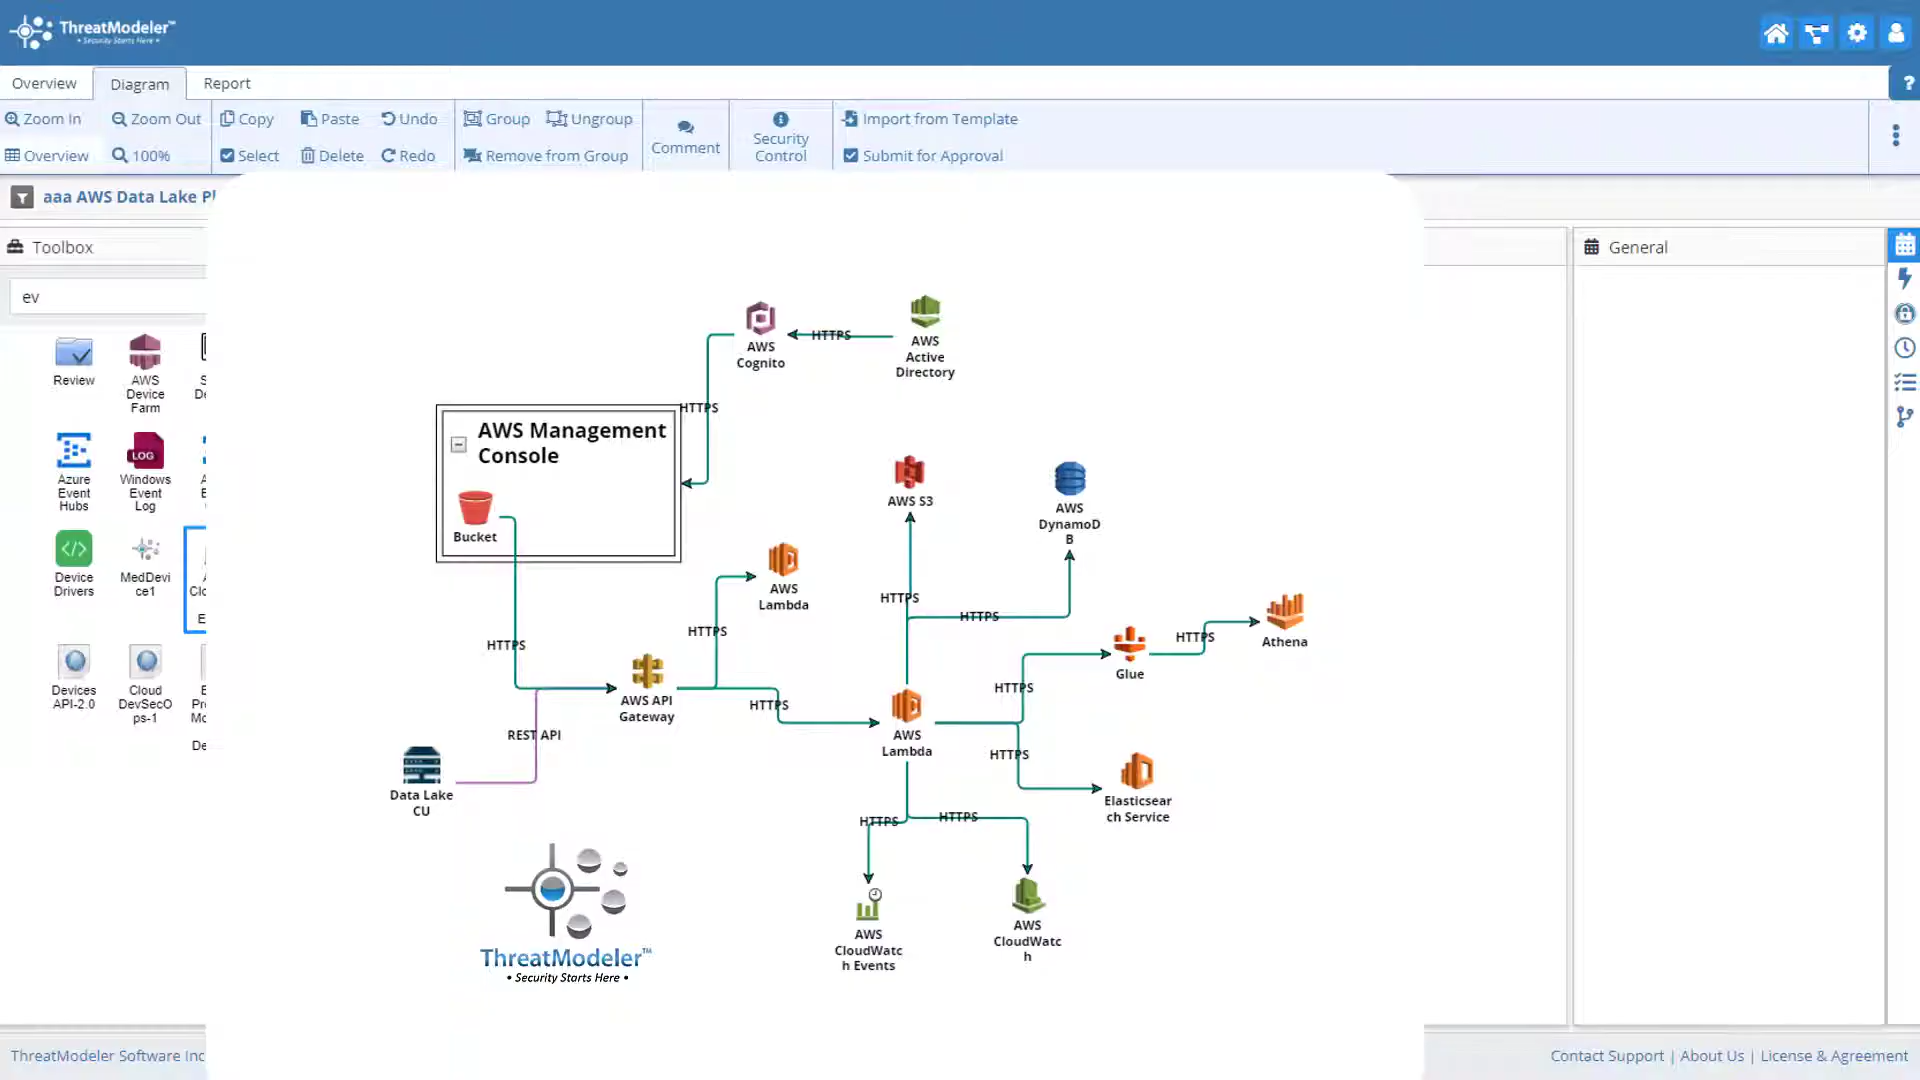 ThreatModeler™
• Security Starts Here •
Overview
Diagram
Report
?
Zoom In
Zoom Out
Copy
Paste
Undo
Group
Ungroup
Comment
Security
Control
Import from Template
Overview
100%
Select
Delete
Redo
Remove from Group
Submit for Approval
aaa AWS Data Lake
Toolbox
General
ev
Review
AWS
Device
Farm
Azure
Event
Hubs
LOG
Windows
Event
Log
Device
Drivers
MedDevi
ce1
Devices
API-2.0
Cloud
DevSecO
ps-1
AWS
Cognito
HTTPS
AWS
Active
Directory
HTTPS
AWS Management
Console
Bucket
AWS S3
AWS
DynamoD
B
AWS
Lambda
HTTPS
HTTPS
HTTPS
HTTPS
HTTPS
Athena
Glue
AWS API
Gateway
HTTPS
HTTPS
AWS
Lambda
REST API
HTTPS
Data Lake
CU
Elasticsear
ch Service
HTTPS
HTTPS
AWS
CloudWatc
h Events
AWS
CloudWatc
h
ThreatModeler™
• Security Starts Here •
ThreatModeler Software Inc
Contact Support | About Us | License & Agreement